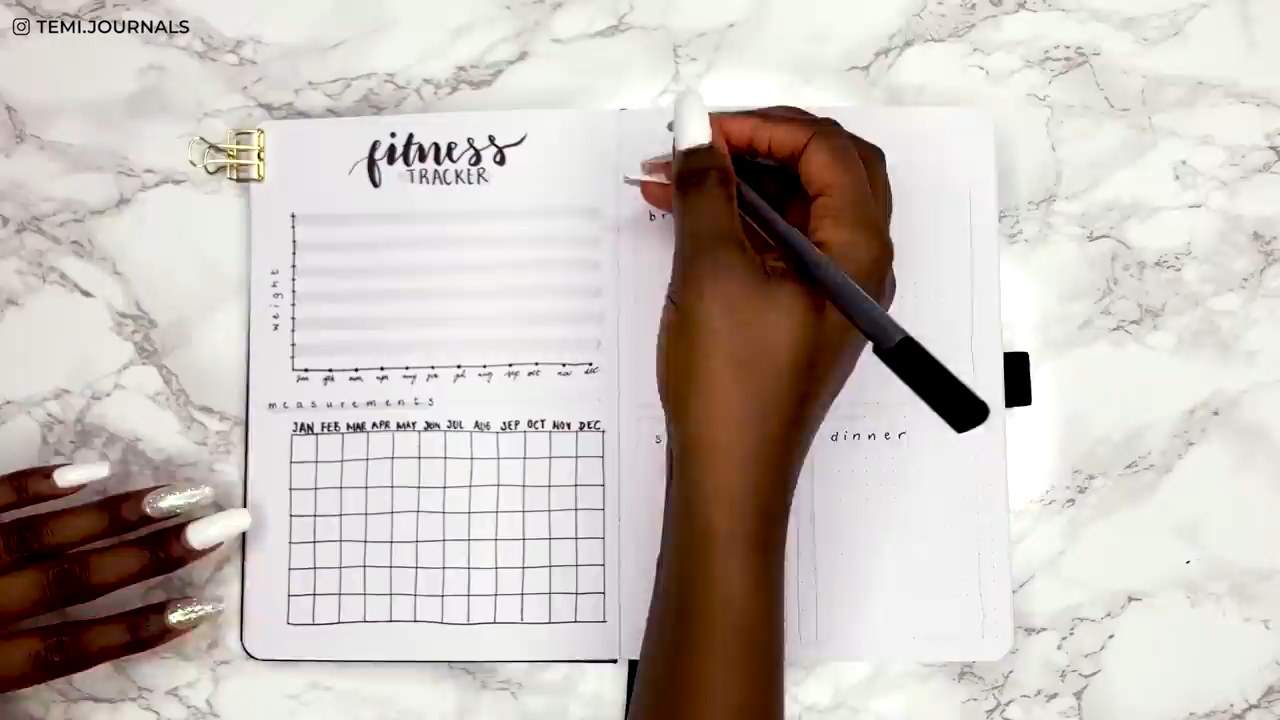 TEMI.JOURNALS
fitness
TRACKER
weight
jan feb mar apr may jun jul aug sep oct nov dec
measurements
JAN FEB MAR APR MAY JUN JUL AUG SEP OCT NOV DEC
dinner